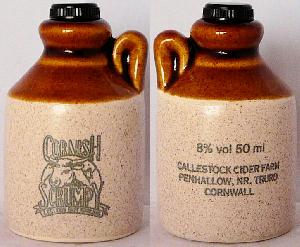 CORNISH
SCRUMPY
8% vol 50 ml
CALLESTOCK CIDER FARM
PENHALLOW, NR. TRURO
CORNWALL